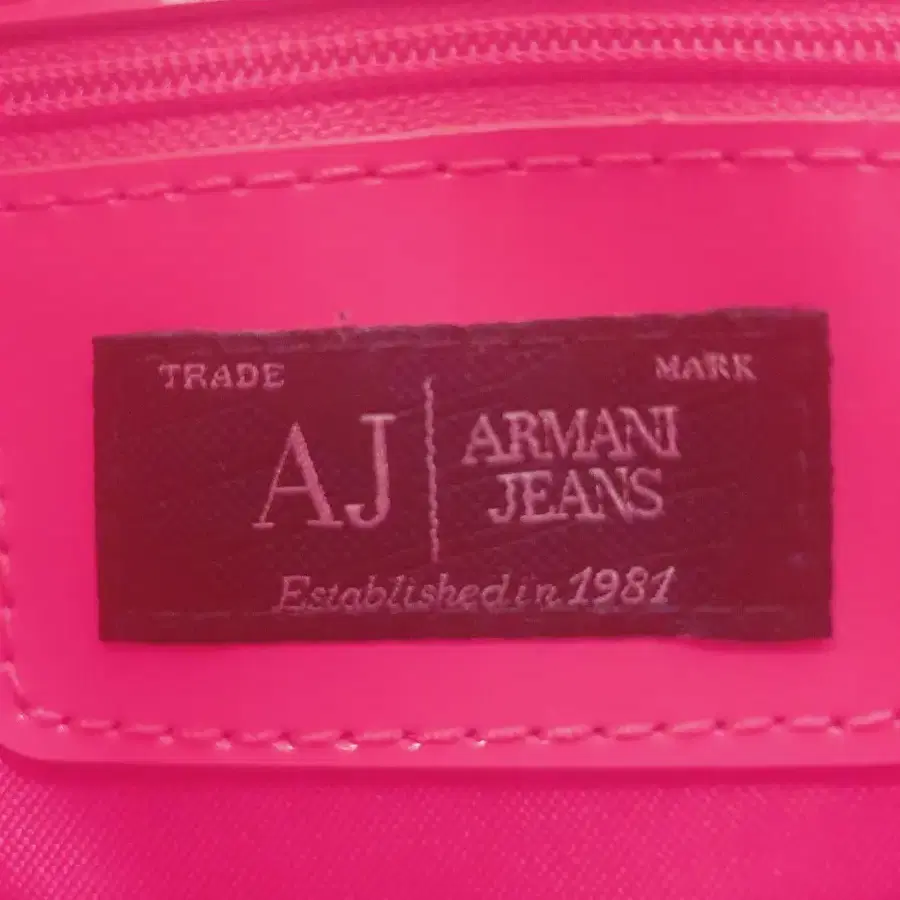 TRADE MARK
AJ ARMANI
JEANS
Established in 1981